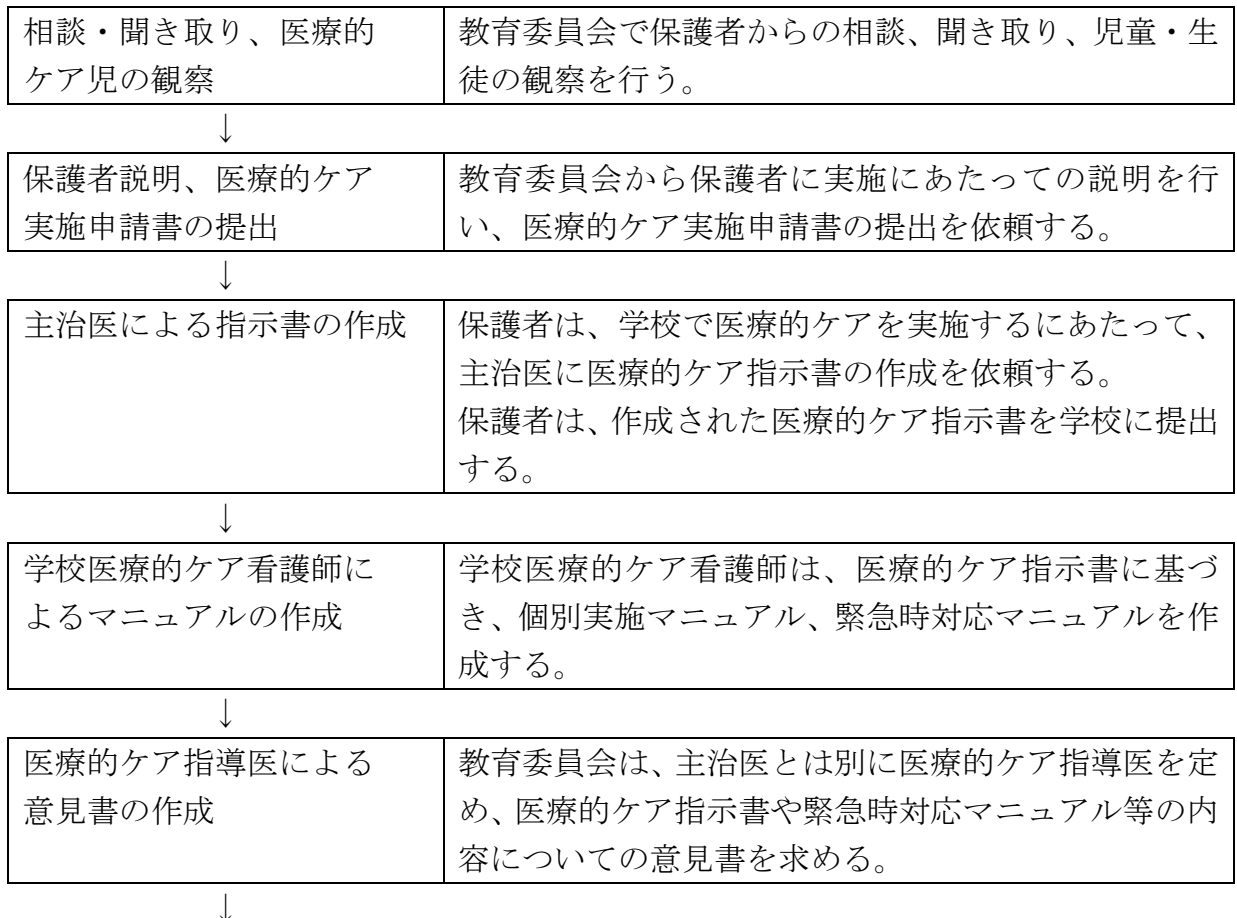 相談・聞き取り、医療的
ケア児の観察
教育委員会で保護者からの相談、聞き取り、児童・生
徒の観察を行う。
↓
保護者説明、医療的ケア
実施申請書の提出
教育委員会から保護者に実施にあたっての説明を行
い、医療的ケア実施申請書の提出を依頼する。
↓
主治医による指示書の作成
保護者は、学校で医療的ケアを実施するにあたって、
主治医に医療的ケア指示書の作成を依頼する。
保護者は、作成された医療的ケア指示書を学校に提出
する。
↓
学校医療的ケア看護師に
よるマニュアルの作成
学校医療的ケア看護師は、医療的ケア指示書に基づ
き、個別実施マニュアル、緊急時対応マニュアルを作
成する。
↓
医療的ケア指導医による
意見書の作成
教育委員会は、主治医とは別に医療的ケア指導医を定
め、医療的ケア指示書や緊急時対応マニュアル等の内
容についての意見書を求める。
↓